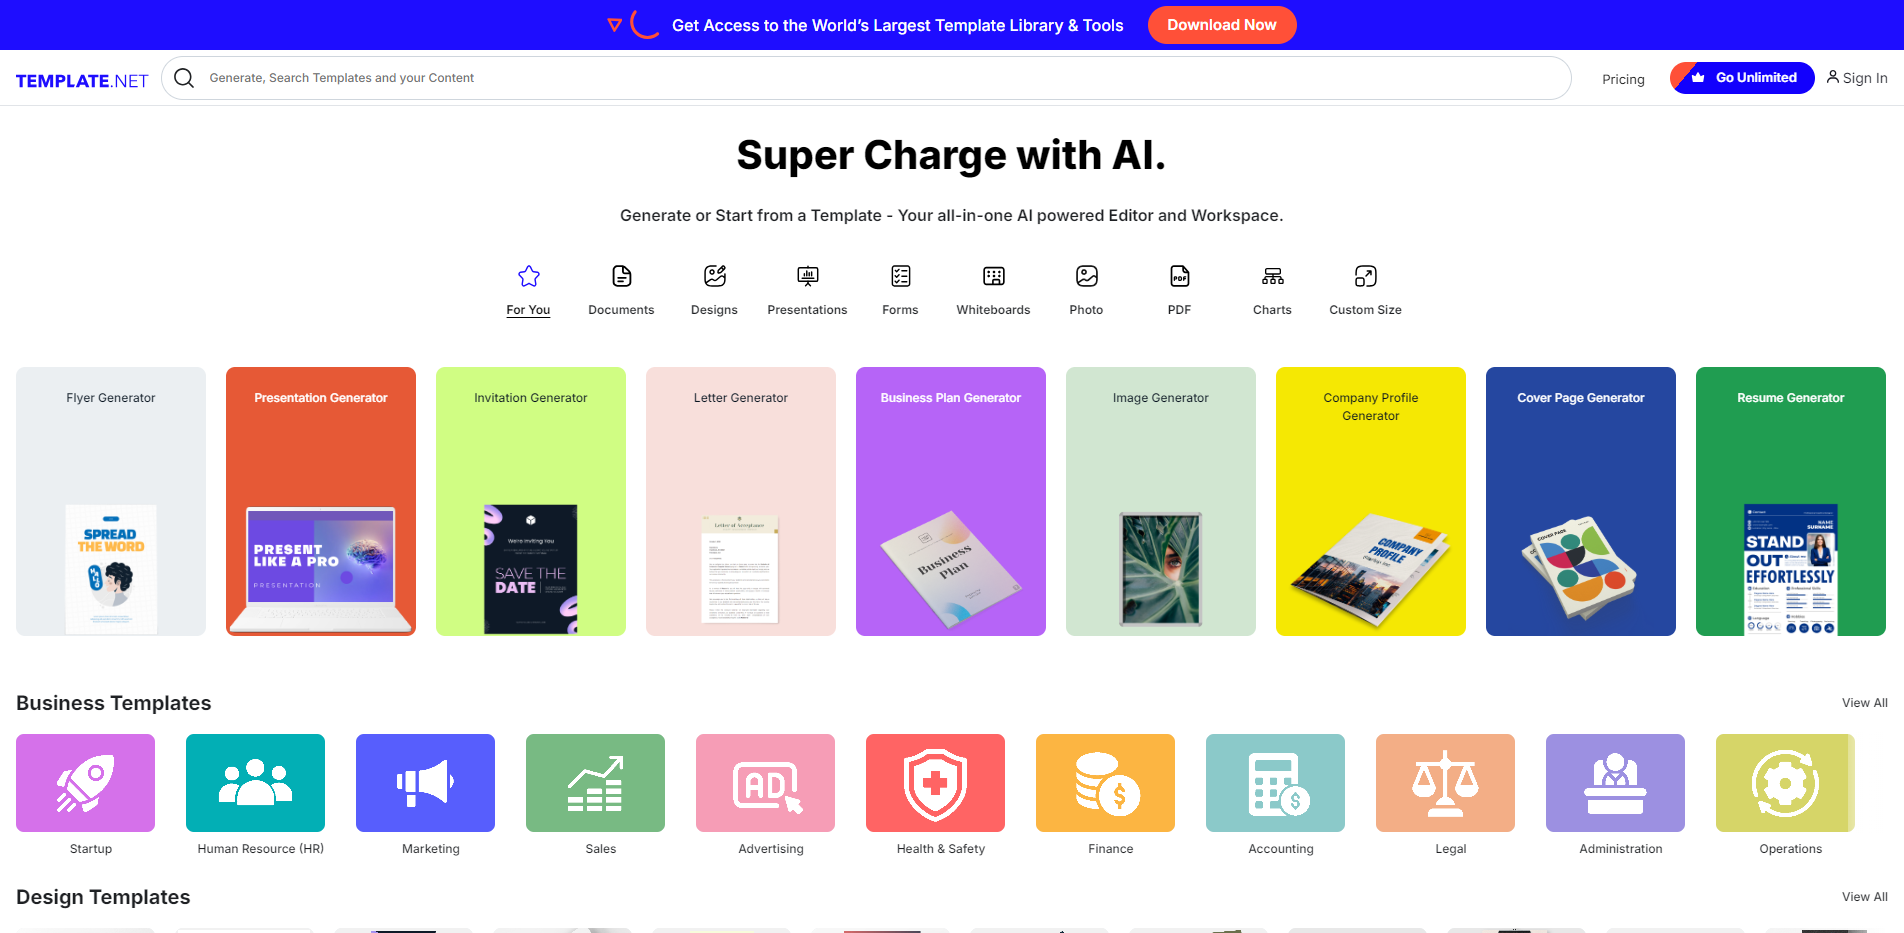 Get Access to the World's Largest Template Library & Tools
Download Now
TEMPLATE.NET
Generate, Search Templates and your Content
Pricing
Go Unlimited
Sign In
Super Charge with AI.
Generate or Start from a Template - Your all-in-one AI powered Editor and Workspace.
For You
Documents
Designs
Presentations
Forms
Whiteboards
Photo
PDF
PDF
Charts
Custom Size
Flyer Generator
SPREAD
THE WORD
Presentation Generator
PRESENT
LIKE A PRO
PRESENTATION
Invitation Generator
We're Inviting You
SAVE THE
DATE
Letter Generator
Letter of Acceptance
Business Plan Generator
Business
Plan
Image Generator
Company Profile
Generator
COMPANY
PROFILE
Cover Page Generator
COVER PAGE
Resume Generator
NAME
SURNAME
STAND
OUT
EFFORTLESSLY
Business Templates
View All
Startup
Human Resource (HR)
Marketing
Sales
AD
Advertising
Health & Safety
$
Finance
$
Accounting
Legal
Administration
Operations
Design Templates
View All